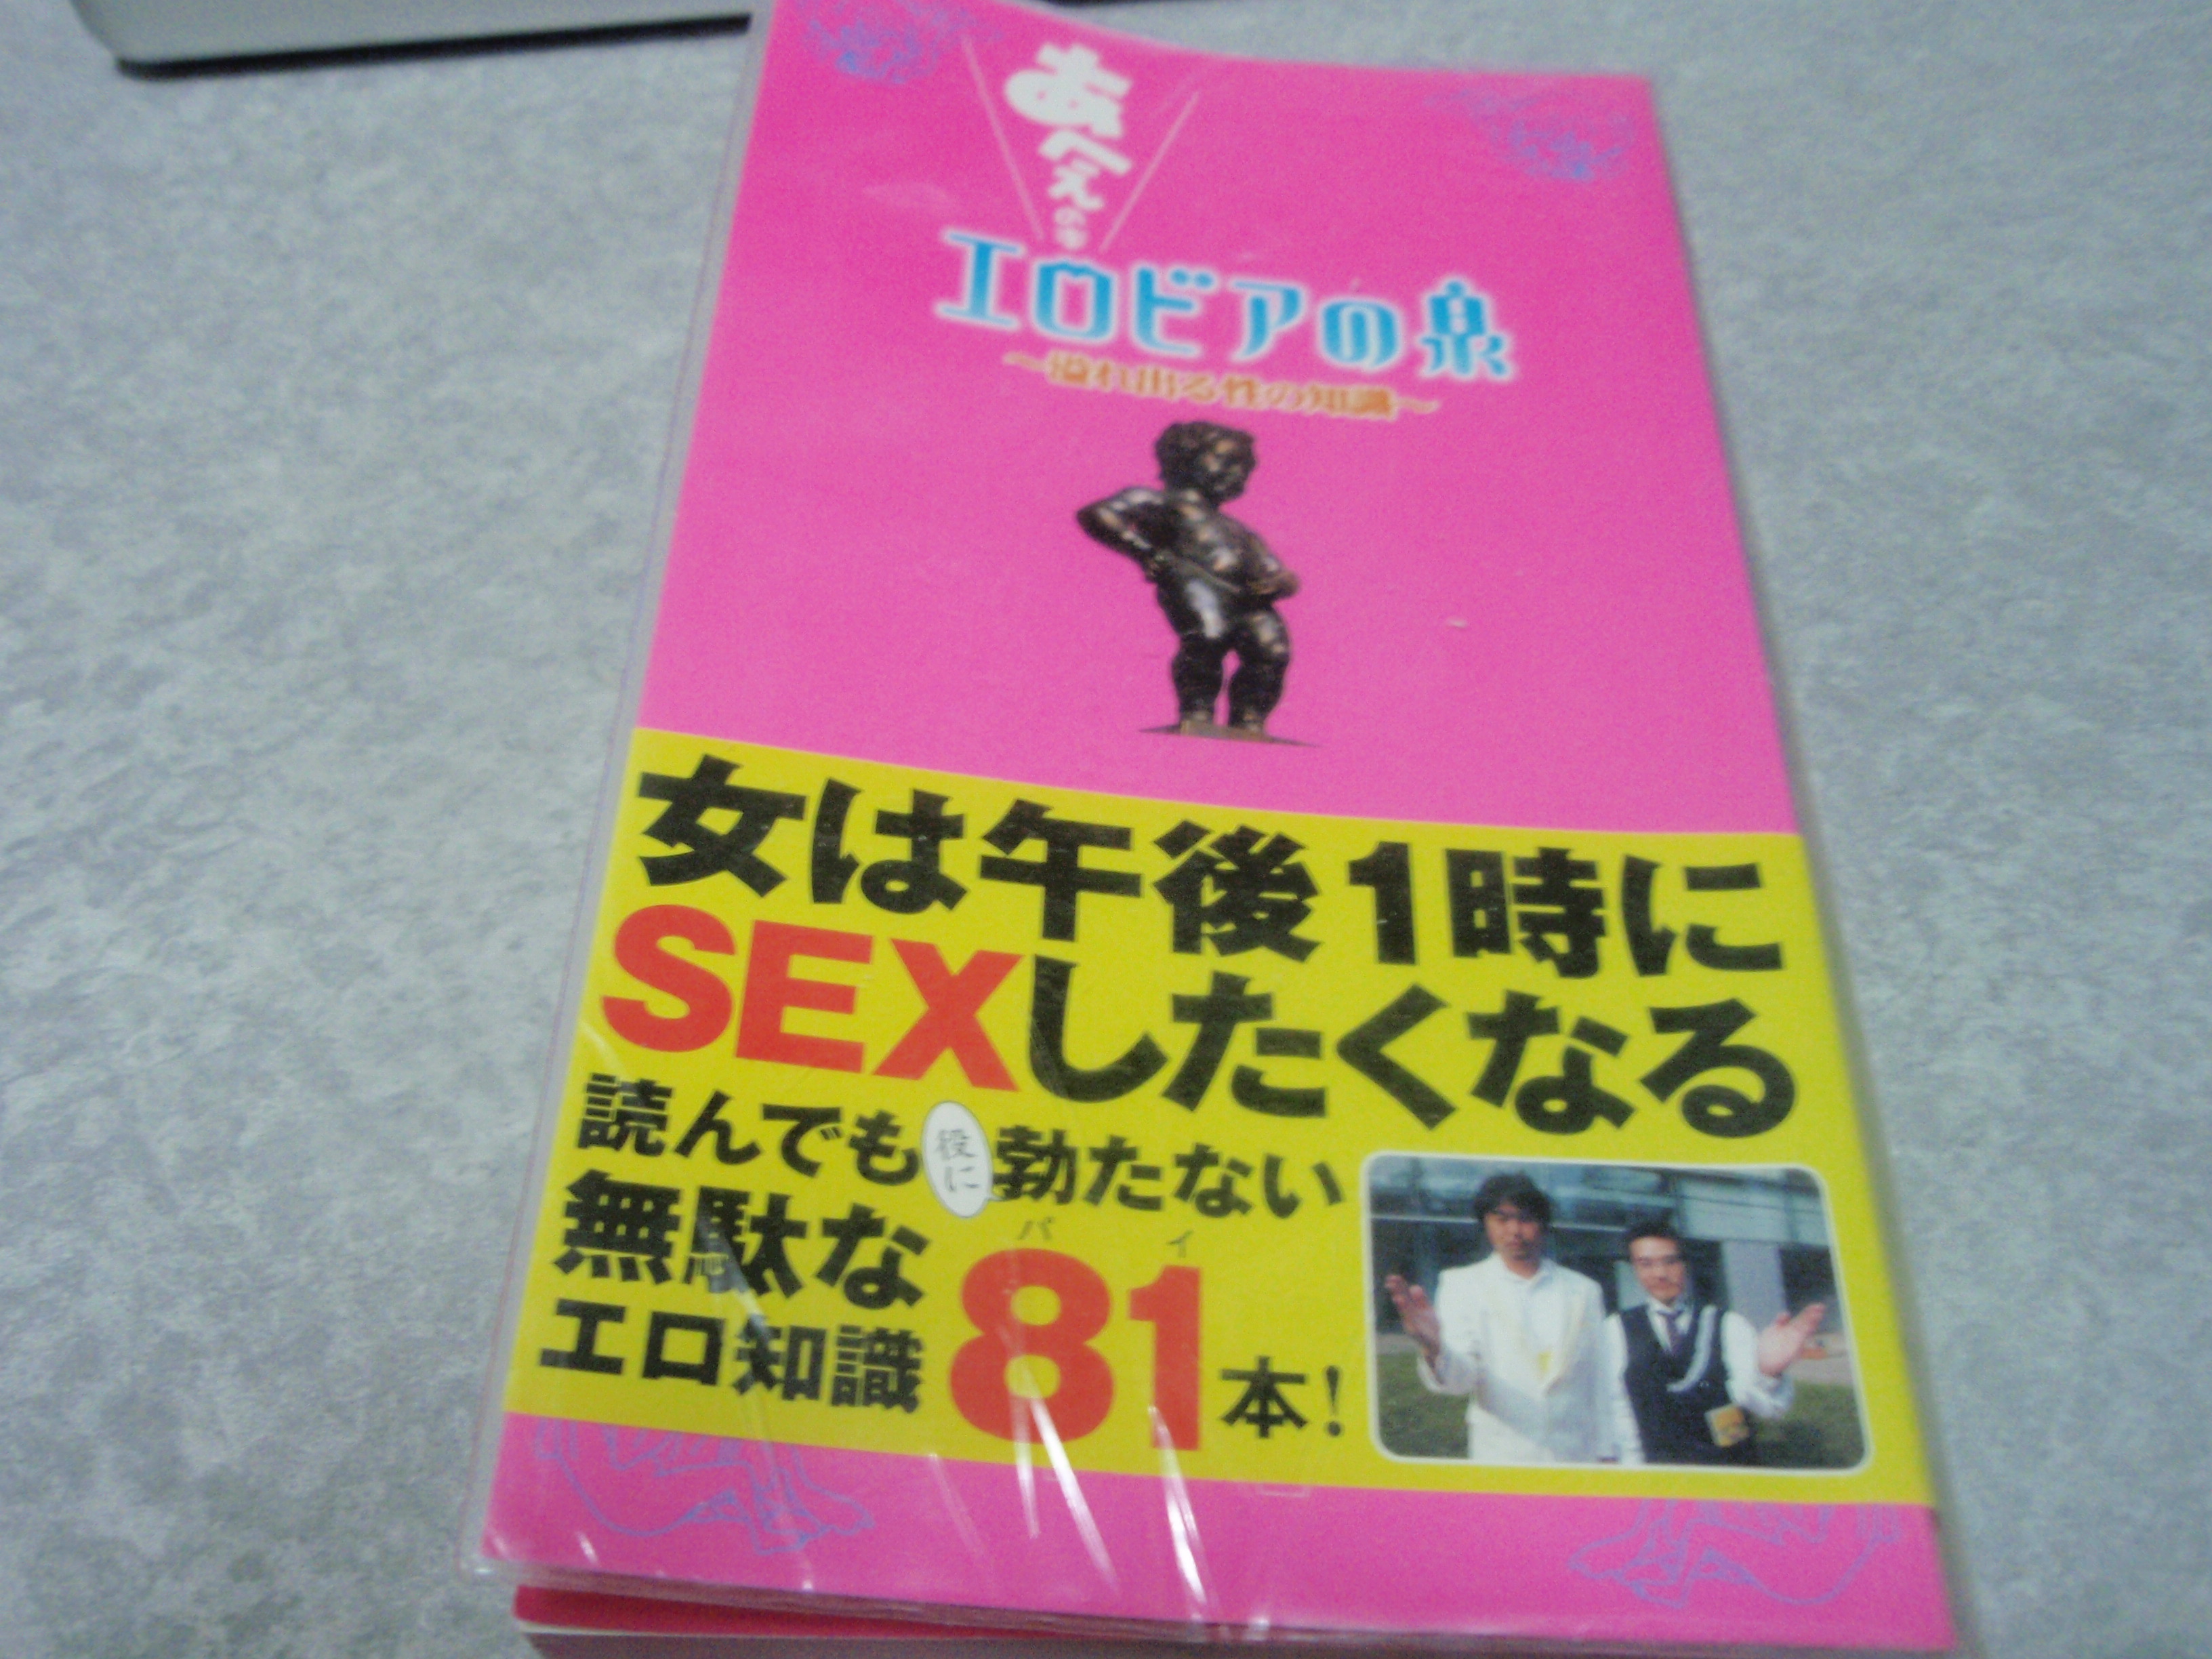 あへぇの
エロビアの泉
〜溢れ出る性の知識〜
女は午後1時に
SEXしたくなる
読んでも役に勃たない
無駄な
エロ知識
バイ
81本!